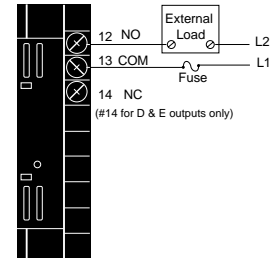 External
Load
12 NO
L2
13 COM
L1
Fuse
14 NC
(#14 for D & E outputs only)